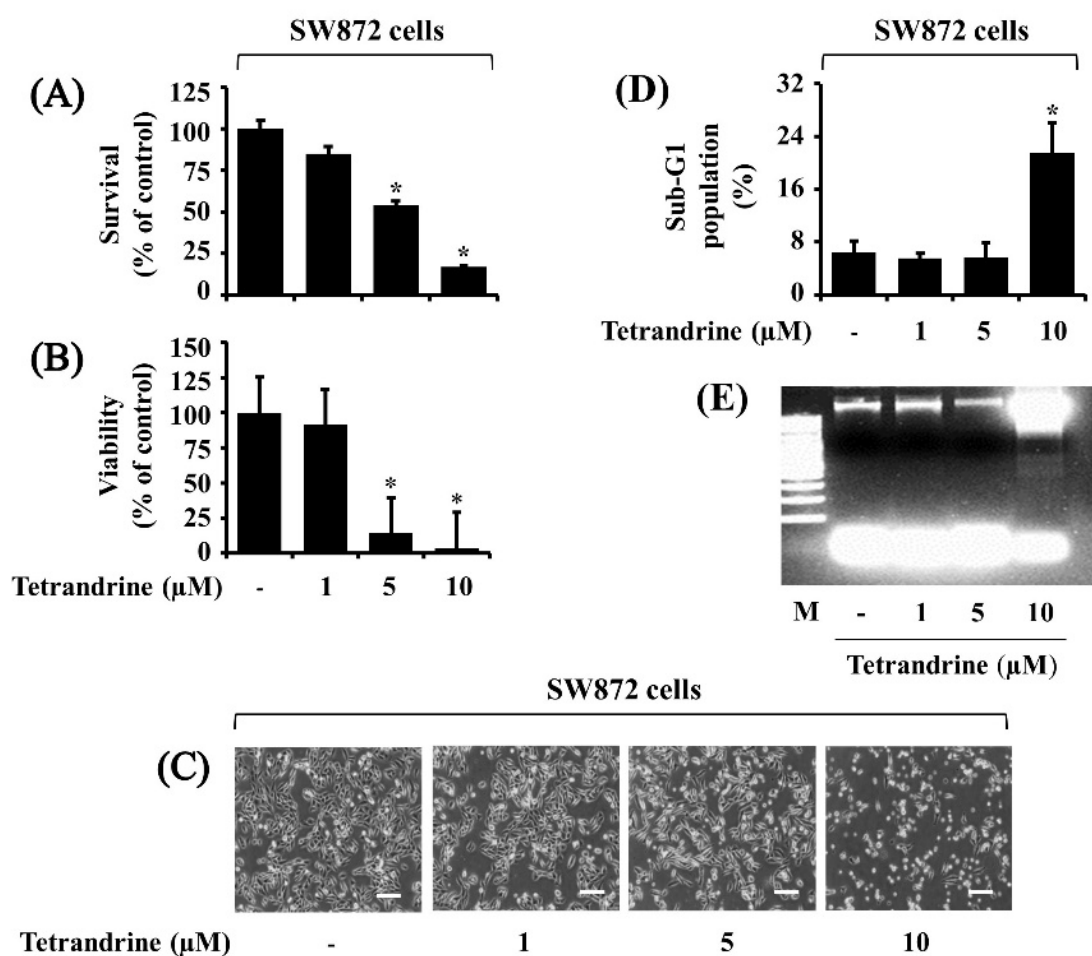 SW872 cells
(A)
Survival
(% of control)
125
100
75
50
25
0
*
*
(B)
Viability
(% of control)
150
125
100
75
50
25
0
*
*
Tetrandrine (µM) - 1 5 10
SW872 cells
(D)
Sub-G1
population
(%)
32
24
16
8
0
*
Tetrandrine (µM) - 1 5 10
(E)
M - 1 5 10
Tetrandrine (µM)
SW872 cells
(C)
Tetrandrine (µM) - 1 5 10